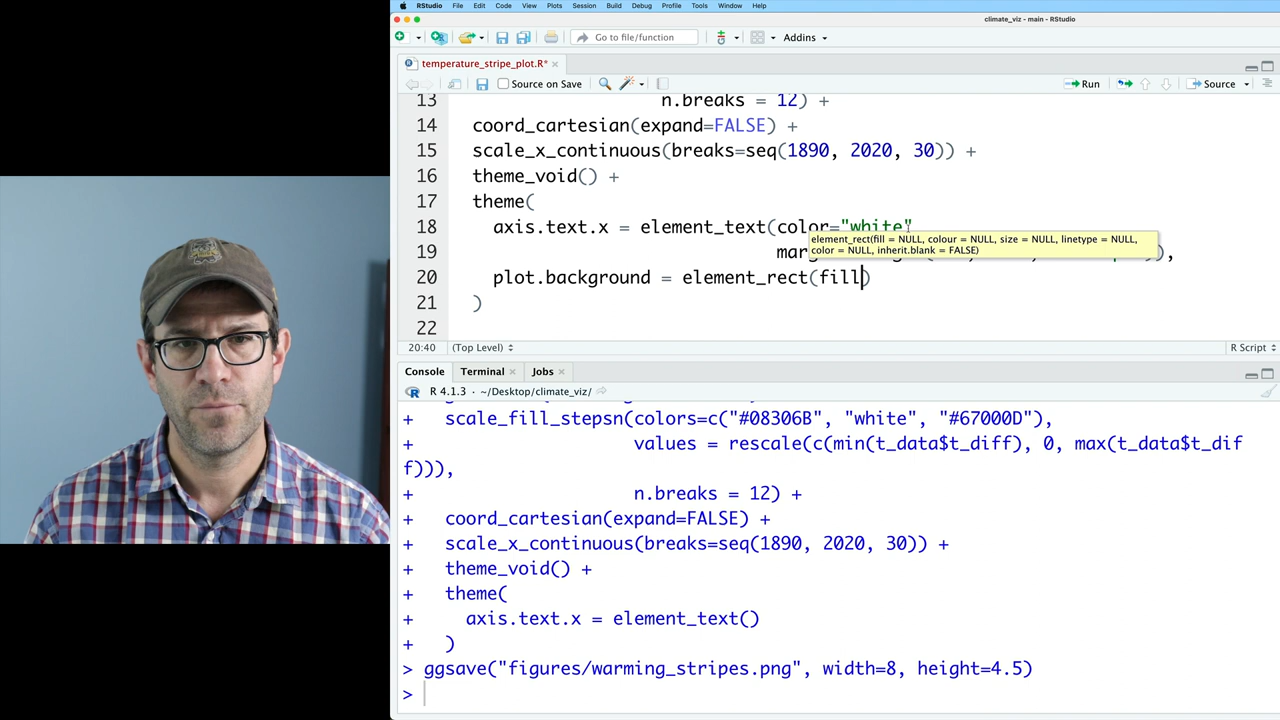 RStudio File Edit Code View Plots Session Build Debug Profile Tools Window Help
climate_viz - main - RStudio
Go to file/function Addins
temperature_stripe_plot.R*
Source on Save Run Source
13 n.breaks = 12) +
14 coord_cartesian(expand=FALSE) +
15 scale_x_continuous(breaks=seq(1890, 2020, 30)) +
16 theme_void() +
17 theme(
18 axis.text.x = element_text(color="white"
element_rect(fill = NULL, colour = NULL, size = NULL, linetype = NULL,
color = NULL, inherit.blank = FALSE)
20 plot.background = element_rect(fill)
21 )
22
20:40 (Top Level) R Script
Console Terminal Jobs
R 4.1.3 · ~/Desktop/climate_viz/
+ scale_fill_stepsn(colors=c("#08306B", "white", "#67000D"),
+ values = rescale(c(min(t_data$t_diff), 0, max(t_data$t_dif
f))),
+ n.breaks = 12) +
+ coord_cartesian(expand=FALSE) +
+ scale_x_continuous(breaks=seq(1890, 2020, 30)) +
+ theme_void() +
+ theme(
+ axis.text.x = element_text()
+ )
> ggsave("figures/warming_stripes.png", width=8, height=4.5)
>